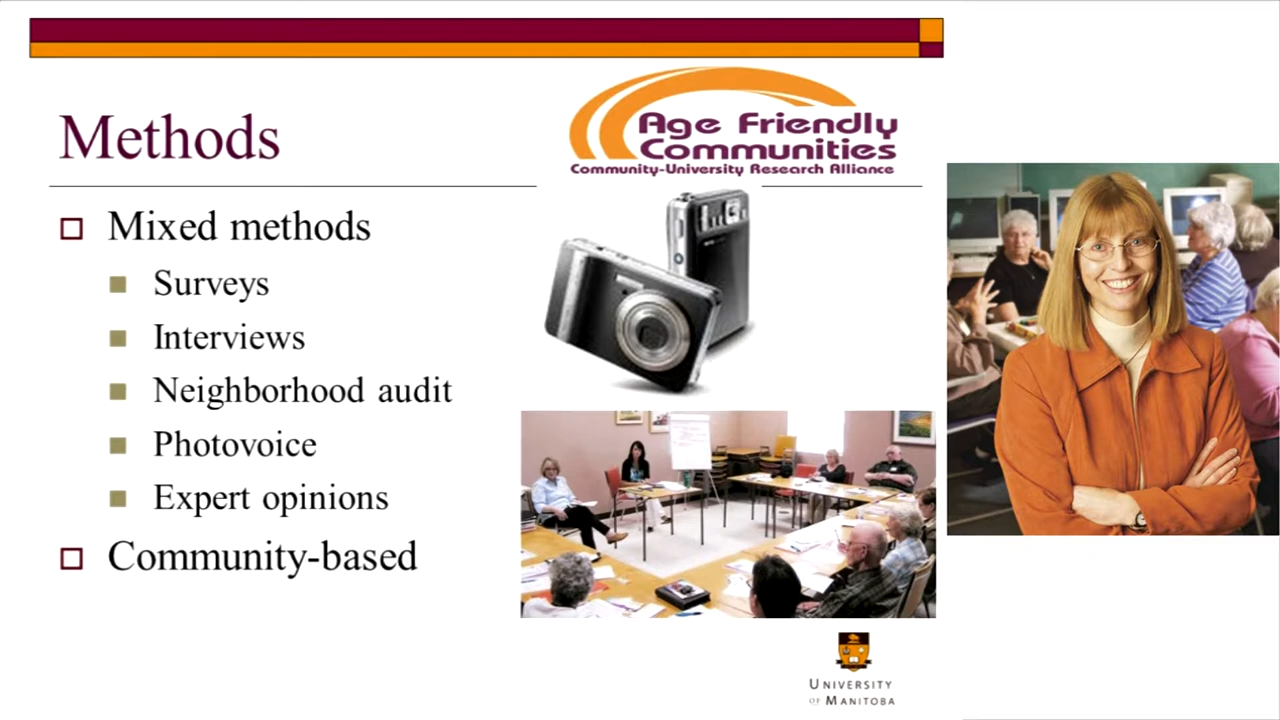 Methods
Age Friendly
Communities
Community-University Research Alliance
Mixed methods
Surveys
Interviews
Neighborhood audit
Photovoice
Expert opinions
Community-based
UNIVERSITY
OF MANITOBA